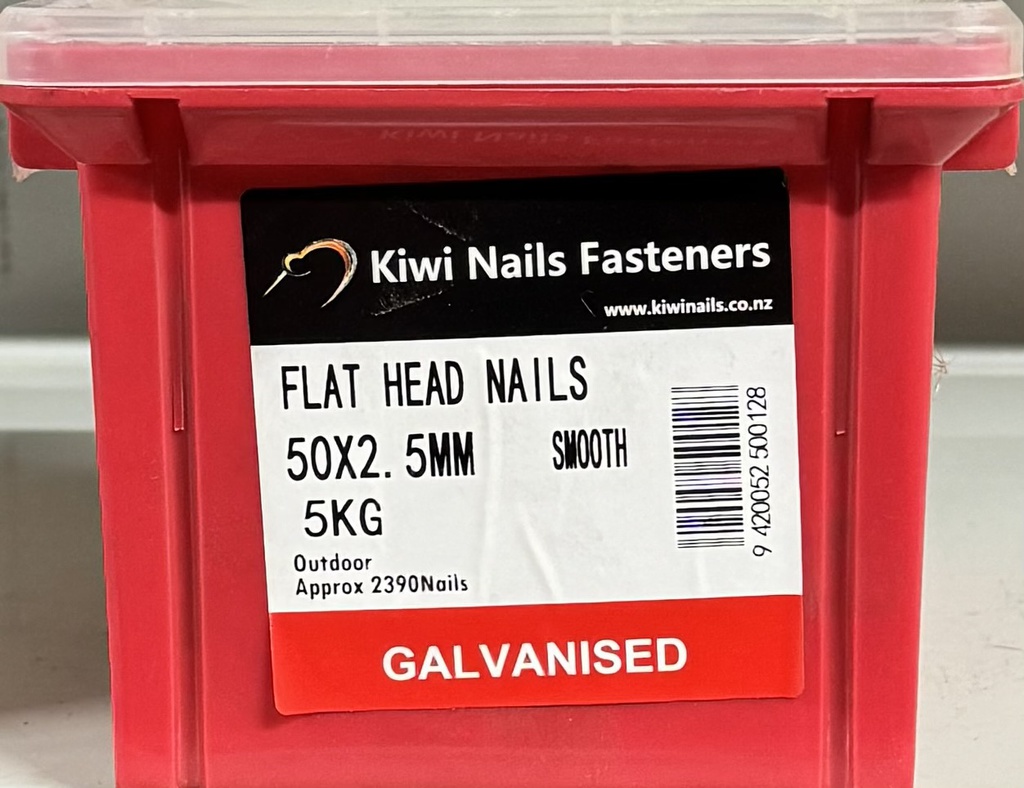 Kiwi Nails Fasteners
www.kiwinails.co.nz
FLAT HEAD NAILS
50X2.5MM SMOOTH
5KG
Outdoor
Approx 2390Nails
9 420052 500128
GALVANISED